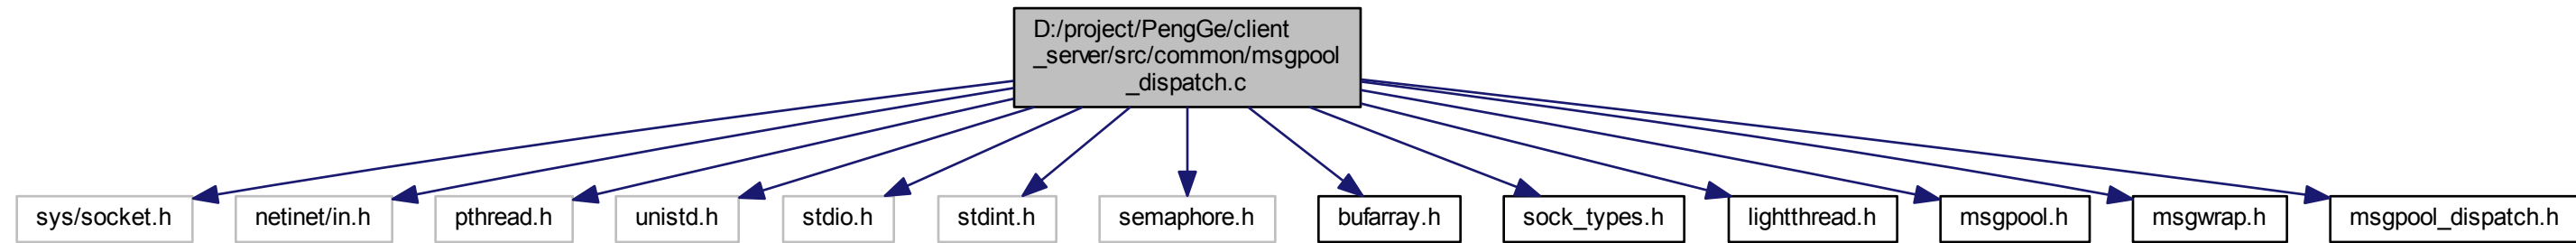 D:/project/PengGe/client
_server/src/common/msgpool
_dispatch.c
sys/socket.h
netinet/in.h
pthread.h
unistd.h
stdio.h
stdint.h
semaphore.h
bufarray.h
sock_types.h
lightthread.h
msgpool.h
msgwrap.h
msgpool_dispatch.h